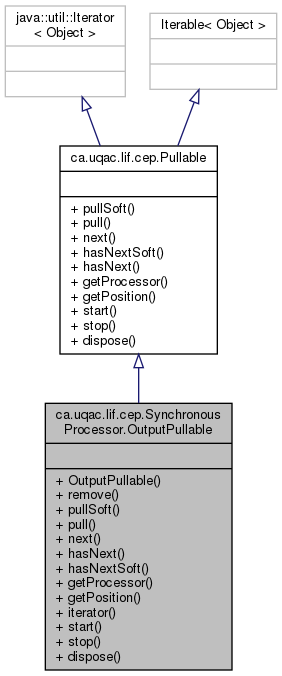 java::util::Iterator
< Object >
Iterable< Object >
ca.uqac.lif.cep.Pullable
+ pullSoft()
+ pull()
+ next()
+ hasNextSoft()
+ hasNext()
+ getProcessor()
+ getPosition()
+ start()
+ stop()
+ dispose()
ca.uqac.lif.cep.Synchronous
Processor.OutputPullable
+ OutputPullable()
+ remove()
+ pullSoft()
+ pull()
+ next()
+ hasNext()
+ hasNextSoft()
+ getProcessor()
+ getPosition()
+ iterator()
+ start()
+ stop()
+ dispose()